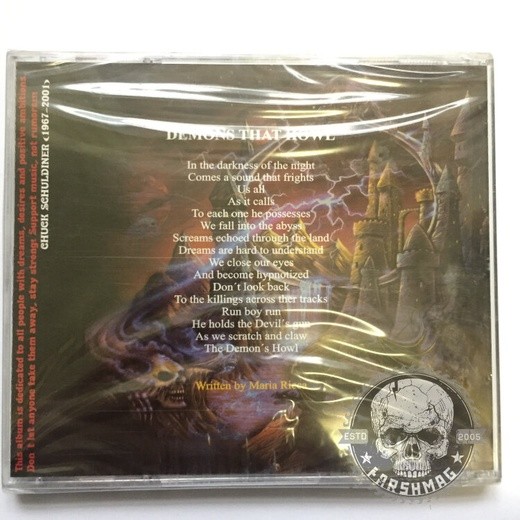 DEMONS THAT HOWL
In the darkness of the night
Comes a sound that frights
Us all
As it calls
To each one he possesses
We fall into the abyss
Screams echoed through the land
Dreams are hard to understand
We close our eyes
And become hypnotized
Don´t look back
To the killings across ther tracks
Run boy run
He holds the Devil's gun
As we scratch and claw
The Demon´s Howl
Written by Maria Ricca
This album is dedicated to all people with dreams, desires and positive ambitions.
Don´t let anyone take them away, stay strong! Support music, not rumors!!!
CHUCK SCHULDINER <1967-2001>
ESTD 2005
FARSHMAG